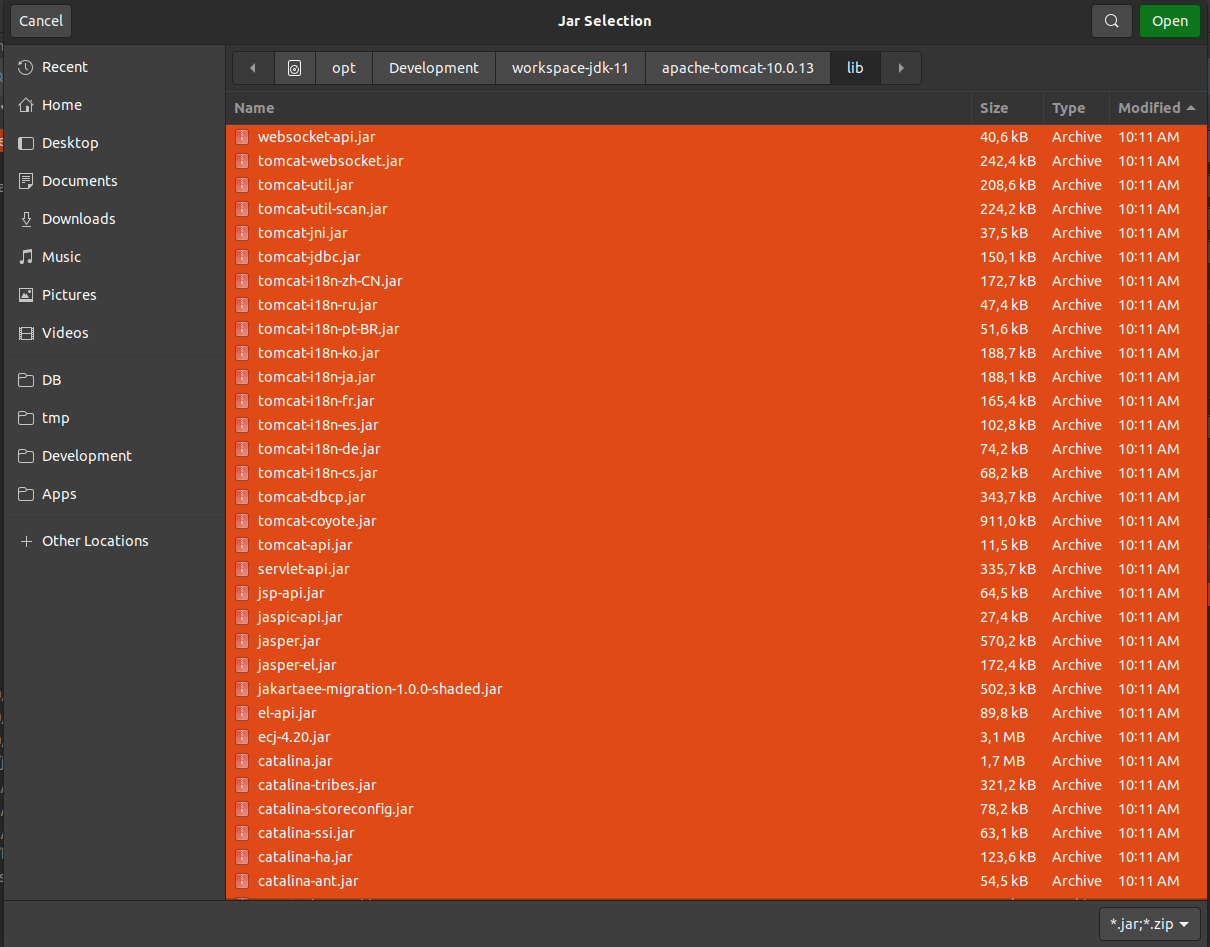 Cancel
Jar Selection
Open
Recent
Home
Desktop
Documents
Downloads
Music
Pictures
Videos
DB
tmp
Development
Apps
Other Locations
opt Development workspace-jdk-11 apache-tomcat-10.0.13 lib
Name Size Type Modified
websocket-api.jar 40,6 kB Archive 10:11 AM
tomcat-websocket.jar 242,4 kB Archive 10:11 AM
tomcat-util.jar 208,6 kB Archive 10:11 AM
tomcat-util-scan.jar 224,2 kB Archive 10:11 AM
tomcat-jni.jar 37,5 kB Archive 10:11 AM
tomcat-jdbc.jar 150,1 kB Archive 10:11 AM
tomcat-i18n-zh-CN.jar 172,7 kB Archive 10:11 AM
tomcat-i18n-ru.jar 47,4 kB Archive 10:11 AM
tomcat-i18n-pt-BR.jar 51,6 kB Archive 10:11 AM
tomcat-i18n-ko.jar 188,7 kB Archive 10:11 AM
tomcat-i18n-ja.jar 188,1 kB Archive 10:11 AM
tomcat-i18n-fr.jar 165,4 kB Archive 10:11 AM
tomcat-i18n-es.jar 102,8 kB Archive 10:11 AM
tomcat-i18n-de.jar 74,2 kB Archive 10:11 AM
tomcat-i18n-cs.jar 68,2 kB Archive 10:11 AM
tomcat-dbcp.jar 343,7 kB Archive 10:11 AM
tomcat-coyote.jar 911,0 kB Archive 10:11 AM
tomcat-api.jar 11,5 kB Archive 10:11 AM
servlet-api.jar 335,7 kB Archive 10:11 AM
jsp-api.jar 64,5 kB Archive 10:11 AM
jaspic-api.jar 27,4 kB Archive 10:11 AM
jasper.jar 570,2 kB Archive 10:11 AM
jasper-el.jar 172,4 kB Archive 10:11 AM
jakartaee-migration-1.0.0-shaded.jar 502,3 kB Archive 10:11 AM
el-api.jar 89,8 kB Archive 10:11 AM
ecj-4.20.jar 3,1 MB Archive 10:11 AM
catalina.jar 1,7 MB Archive 10:11 AM
catalina-tribes.jar 321,2 kB Archive 10:11 AM
catalina-storeconfig.jar 78,2 kB Archive 10:11 AM
catalina-ssi.jar 63,1 kB Archive 10:11 AM
catalina-ha.jar 123,6 kB Archive 10:11 AM
catalina-ant.jar 54,5 kB Archive 10:11 AM
*.jar;*.zip